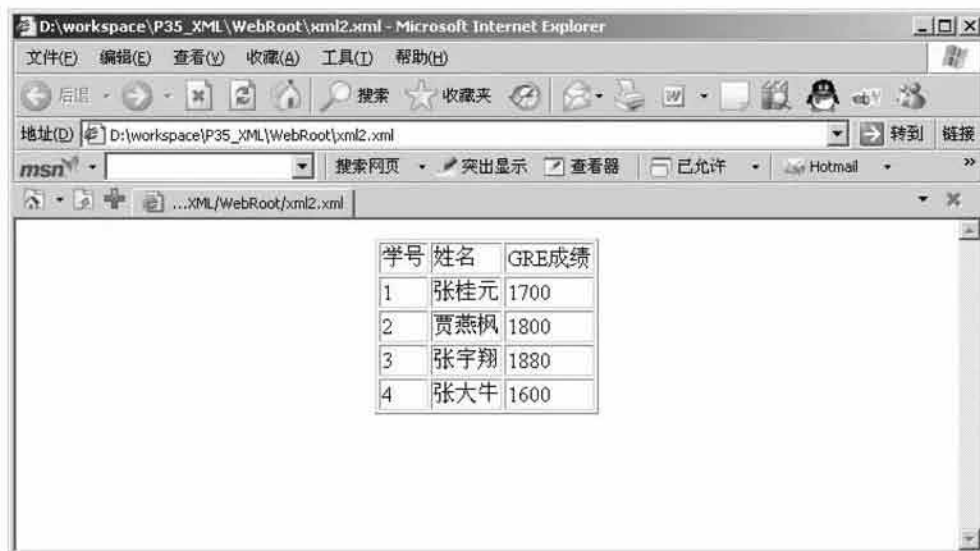 D:\workspace\P35_XML\WebRoot\xml2.xml - Microsoft Internet Explorer
文件(F) 编辑(E) 查看(V) 收藏(A) 工具(T) 帮助(H)
后退 搜索 收藏夹
地址(D) D:\workspace\P35_XML\WebRoot\xml2.xml 转到 链接
msn 搜索网页 突出显示 查看器 已允许 Hotmail »
...XML/WebRoot/xml2.xml
学号 姓名 GRE成绩
1 张桂元 1700
2 贾燕枫 1800
3 张宇翔 1880
4 张大牛 1600